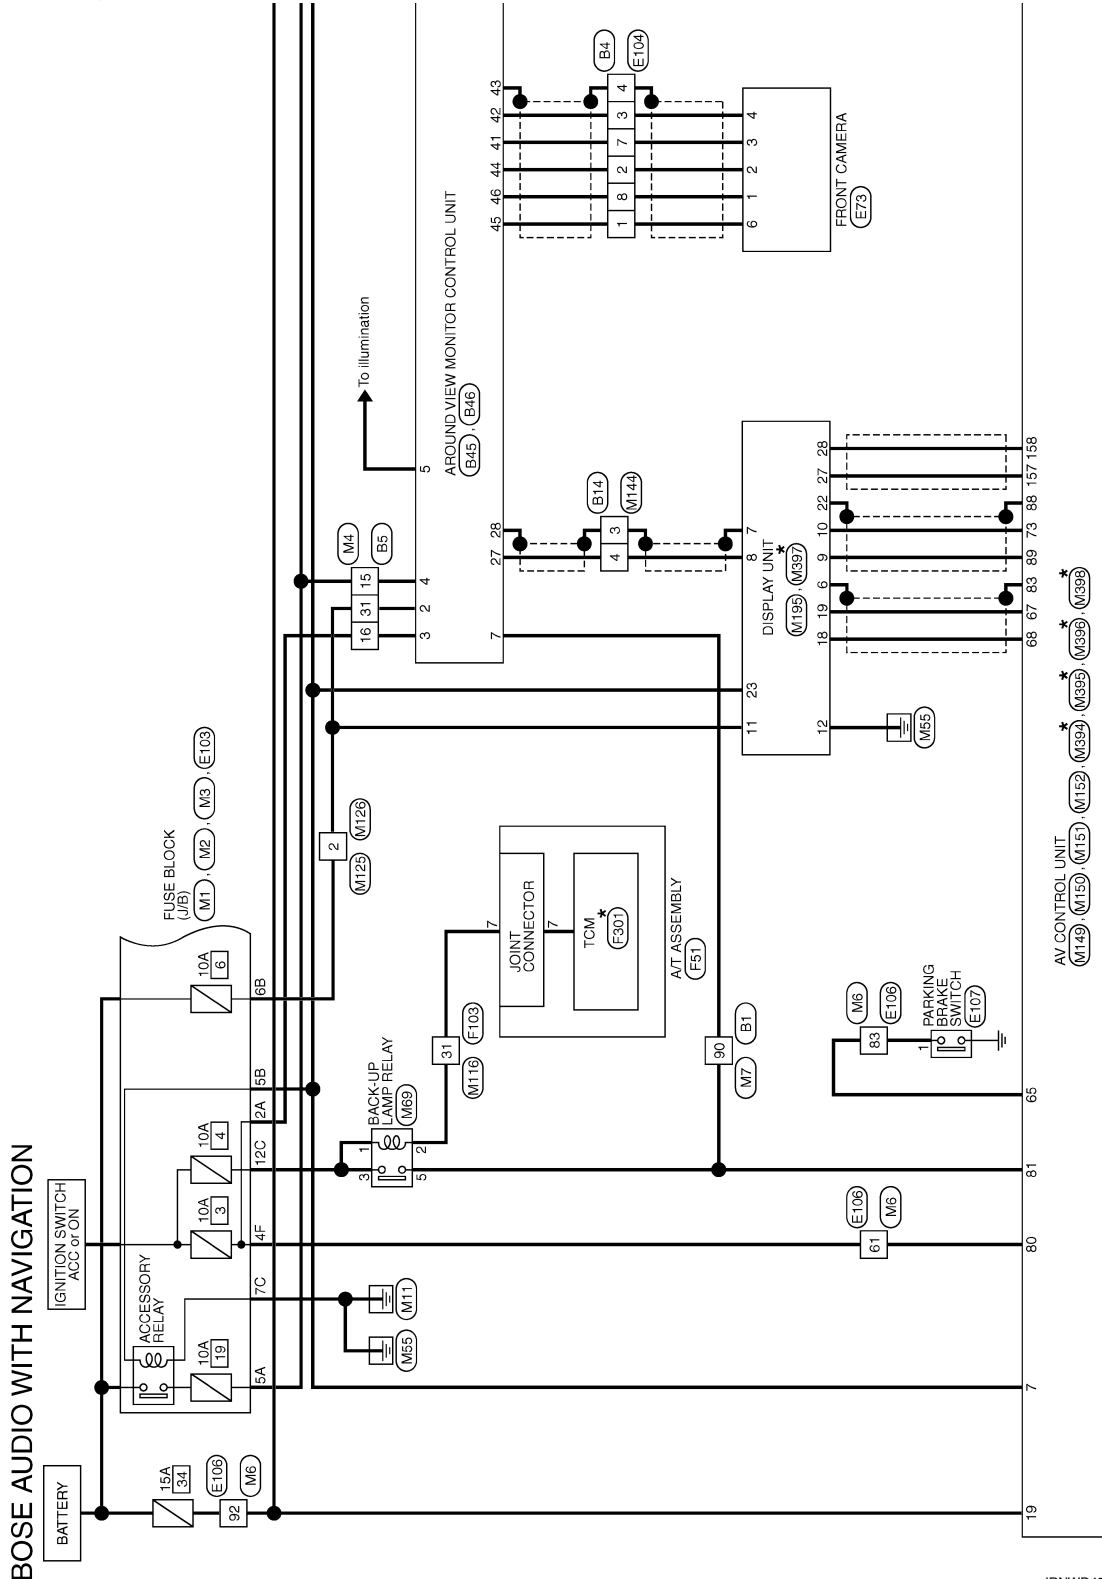 BOSE AUDIO WITH NAVIGATION
BATTERY
15A
34
E106
92
M6
19
IGNITION SWITCH
ACC or ON
ACCESSORY
RELAY
10A
19
10A
3
10A
4
10A
6
FUSE BLOCK
(J/B)
M1 , M2 , M3 , E103
5A
7C
4F
12C
2A
5B
6B
M55
M11
7
E106
61
M6
80
BACK-UP
LAMP RELAY
M69
1
2
3
5
81
M116
31
F103
7
JOINT
CONNECTOR
7
TCM
*
F301
A/T ASSEMBLY
F51
M125
2
M126
M7
90
B1
M6
83
E106
PARKING
BRAKE
SWITCH
E107
1
65
M4
16 31 15
B5
3 2 4
5
To illumination
AROUND VIEW MONITOR CONTROL UNIT
B45 , B46
7
27 28
B14
4 3
M144
8 7
DISPLAY UNIT
*
M195 , M397
11 23
12
M55
18 19 6 9 10 22 27 28
68 67 83 89 73 88 157 158
45 46 44 41 42 43
B4
1 8 2 7 3 4
E104
6 1 2 3 4
FRONT CAMERA
E73
AV CONTROL UNIT
* * * *
M149 , M150 , M151 , M152 , M394 , M395 , M396 , M398